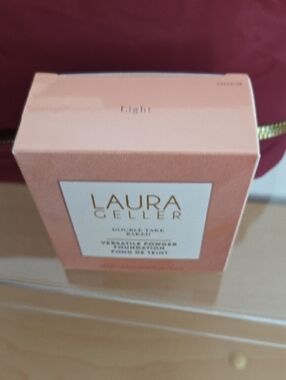 Light
LAURA
GELLER
DOUBLE TAKE
BAKED
VERSATILE POWDER
FOUNDATION
FOND DE TEINT